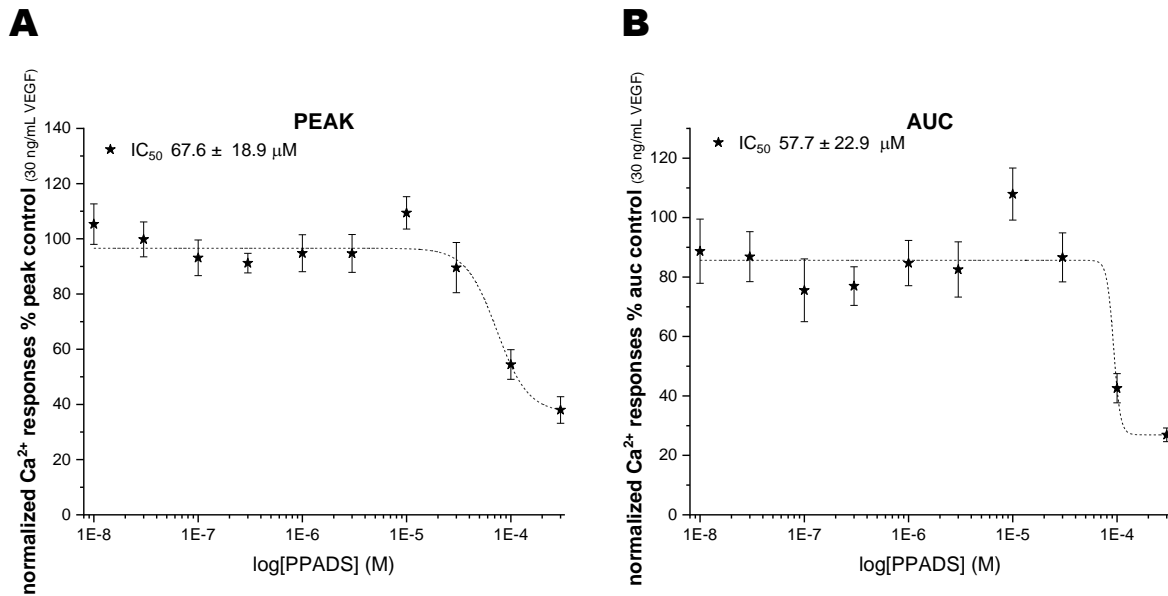 A
normalized Ca²⁺ responses % peak control (30 ng/mL VEGF)
PEAK
★ IC₅₀ 67.6 ± 18.9 μM
140
120
100
80
60
40
20
0
1E-8 1E-7 1E-6 1E-5 1E-4
log[PPADS] (M)
B
normalized Ca²⁺ responses % auc control (30 ng/mL VEGF)
AUC
★ IC₅₀ 57.7 ± 22.9 μM
120
100
80
60
40
20
0
1E-8 1E-7 1E-6 1E-5 1E-4
log[PPADS] (M)